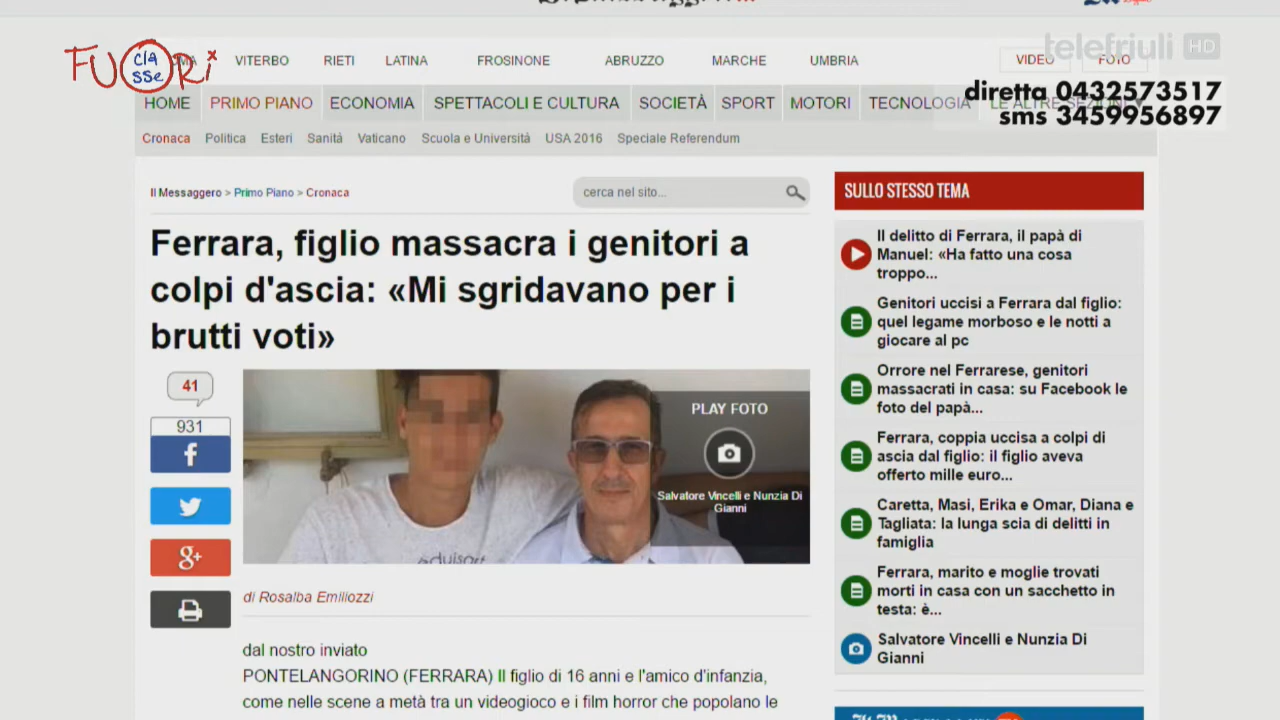 FUORI
cla
sse
telefriuli HD
diretta 0432573517
sms 3459956897
VITERBO RIETI LATINA FROSINONE ABRUZZO MARCHE UMBRIA VIDEO FOTO
HOME PRIMO PIANO ECONOMIA SPETTACOLI E CULTURA SOCIETÀ SPORT MOTORI TECNOLOGIA LE ALTRE SEZIONI
Cronaca Politica Esteri Sanità Vaticano Scuola e Università USA 2016 Speciale Referendum
Il Messaggero > Primo Piano > Cronaca
cerca nel sito...
Ferrara, figlio massacra i genitori a
colpi d'ascia: «Mi sgridavano per i
brutti voti»
41
931
f
g+
PLAY FOTO
Salvatore Vincelli e Nunzia Di
Gianni
di Rosalba Emiliozzi
dal nostro inviato
PONTELANGORINO (FERRARA) Il figlio di 16 anni e l'amico d'infanzia,
come nelle scene a metà tra un videogioco e i film horror che popolano le
SULLO STESSO TEMA
Il delitto di Ferrara, il papà di
Manuel: «Ha fatto una cosa
troppo...
Genitori uccisi a Ferrara dal figlio:
quel legame morboso e le notti a
giocare al pc
Orrore nel Ferrarese, genitori
massacrati in casa: su Facebook le
foto del papà...
Ferrara, coppia uccisa a colpi di
ascia dal figlio: il figlio aveva
offerto mille euro...
Caretta, Masi, Erika e Omar, Diana e
Tagliata: la lunga scia di delitti in
famiglia
Ferrara, marito e moglie trovati
morti in casa con un sacchetto in
testa: è...
Salvatore Vincelli e Nunzia Di
Gianni